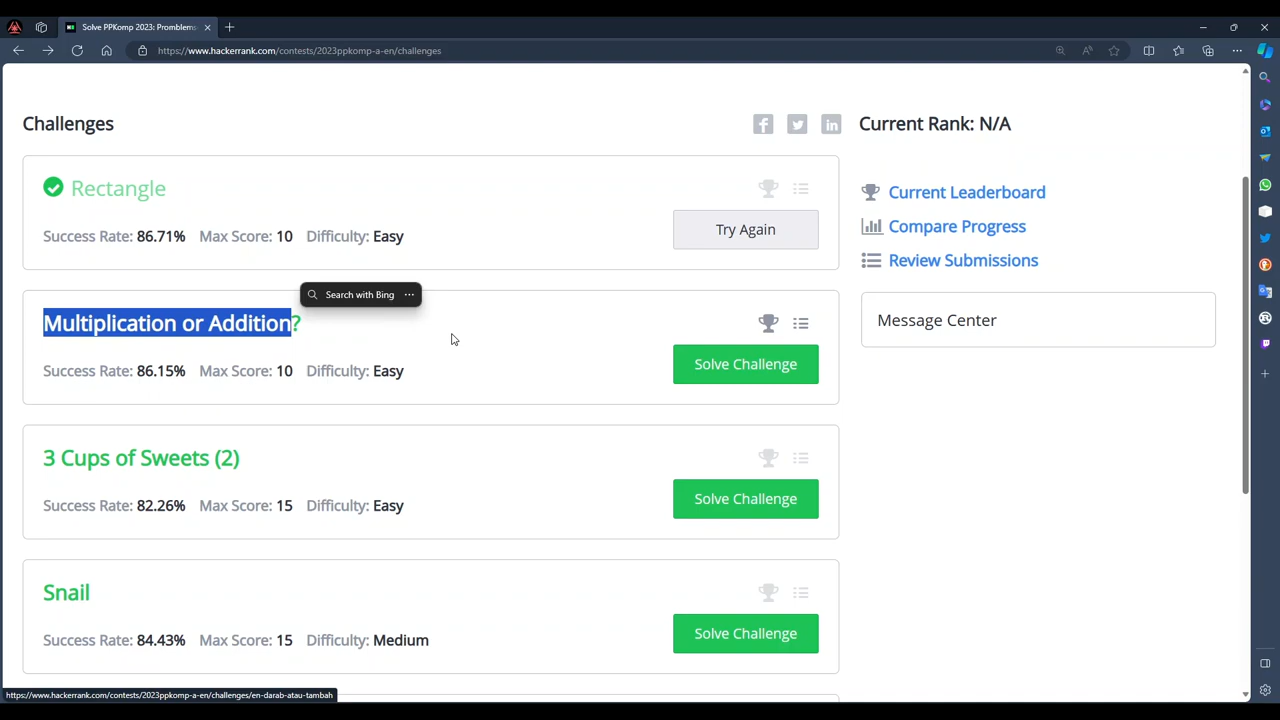 Solve PPKomp 2023: Promblems
https://www.hackerrank.com/contests/2023ppkomp-a-en/challenges
Challenges
Current Rank: N/A
Rectangle
Success Rate: 86.71% Max Score: 10 Difficulty: Easy
Try Again
Current Leaderboard
Compare Progress
Review Submissions
Search with Bing
Multiplication or Addition?
Success Rate: 86.15% Max Score: 10 Difficulty: Easy
Solve Challenge
Message Center
3 Cups of Sweets (2)
Success Rate: 82.26% Max Score: 15 Difficulty: Easy
Solve Challenge
Snail
Success Rate: 84.43% Max Score: 15 Difficulty: Medium
Solve Challenge
https://www.hackerrank.com/contests/2023ppkomp-a-en/challenges/en-darab-atau-tambah